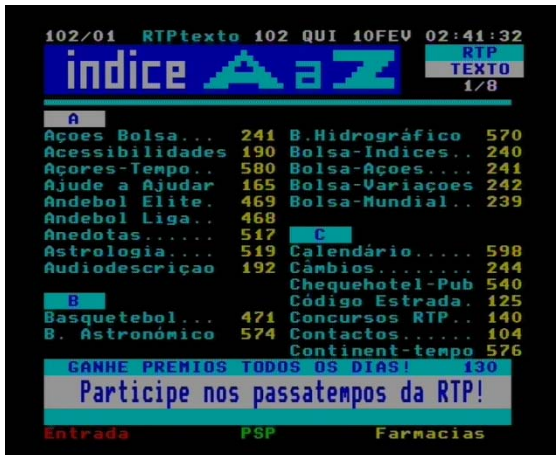 102/01 RTPtexto 102 QUI 10FEV 02:41:32
indice A a Z
RTP
TEXTO
1/8
A
Açoes Bolsa... 241
Acessibilidades 190
Açores-Tempo.. 580
Ajude a Ajudar 165
Andebol Elite. 469
Andebol Liga.. 468
Anedotas...... 517
Astrologia.... 519
Audiodescriçao 192
B
Basquetebol... 471
B. Astronómico 574
B.Hidrográfico 570
Bolsa-Indices.. 240
Bolsa-Açoes.... 241
Bolsa-Variaçoes 242
Bolsa-Mundial.. 239
C
Calendário..... 598
Câmbios........ 244
Chequehotel-Pub 540
Código Estrada. 125
Concursos RTP.. 140
Contactos...... 104
Continent-tempo 576
GANHE PREMIOS TODOS OS DIAS! 130
Participe nos passatempos da RTP!
Entrada PSP Farmacias